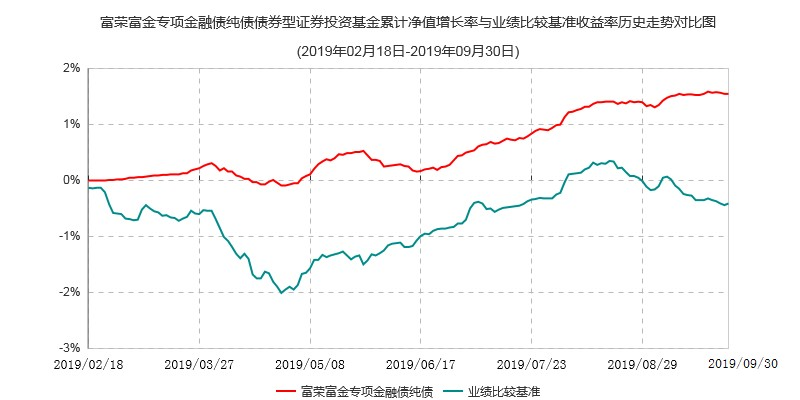 富荣富金专项金融债纯债债券型证券投资基金累计净值增长率与业绩比较基准收益率历史走势对比图
(2019年02月18日-2019年09月30日)
2%
1%
0%
-1%
-2%
-3%
2019/02/18 2019/03/27 2019/05/08 2019/06/17 2019/07/23 2019/08/29 2019/09/30
富荣富金专项金融债纯债 业绩比较基准